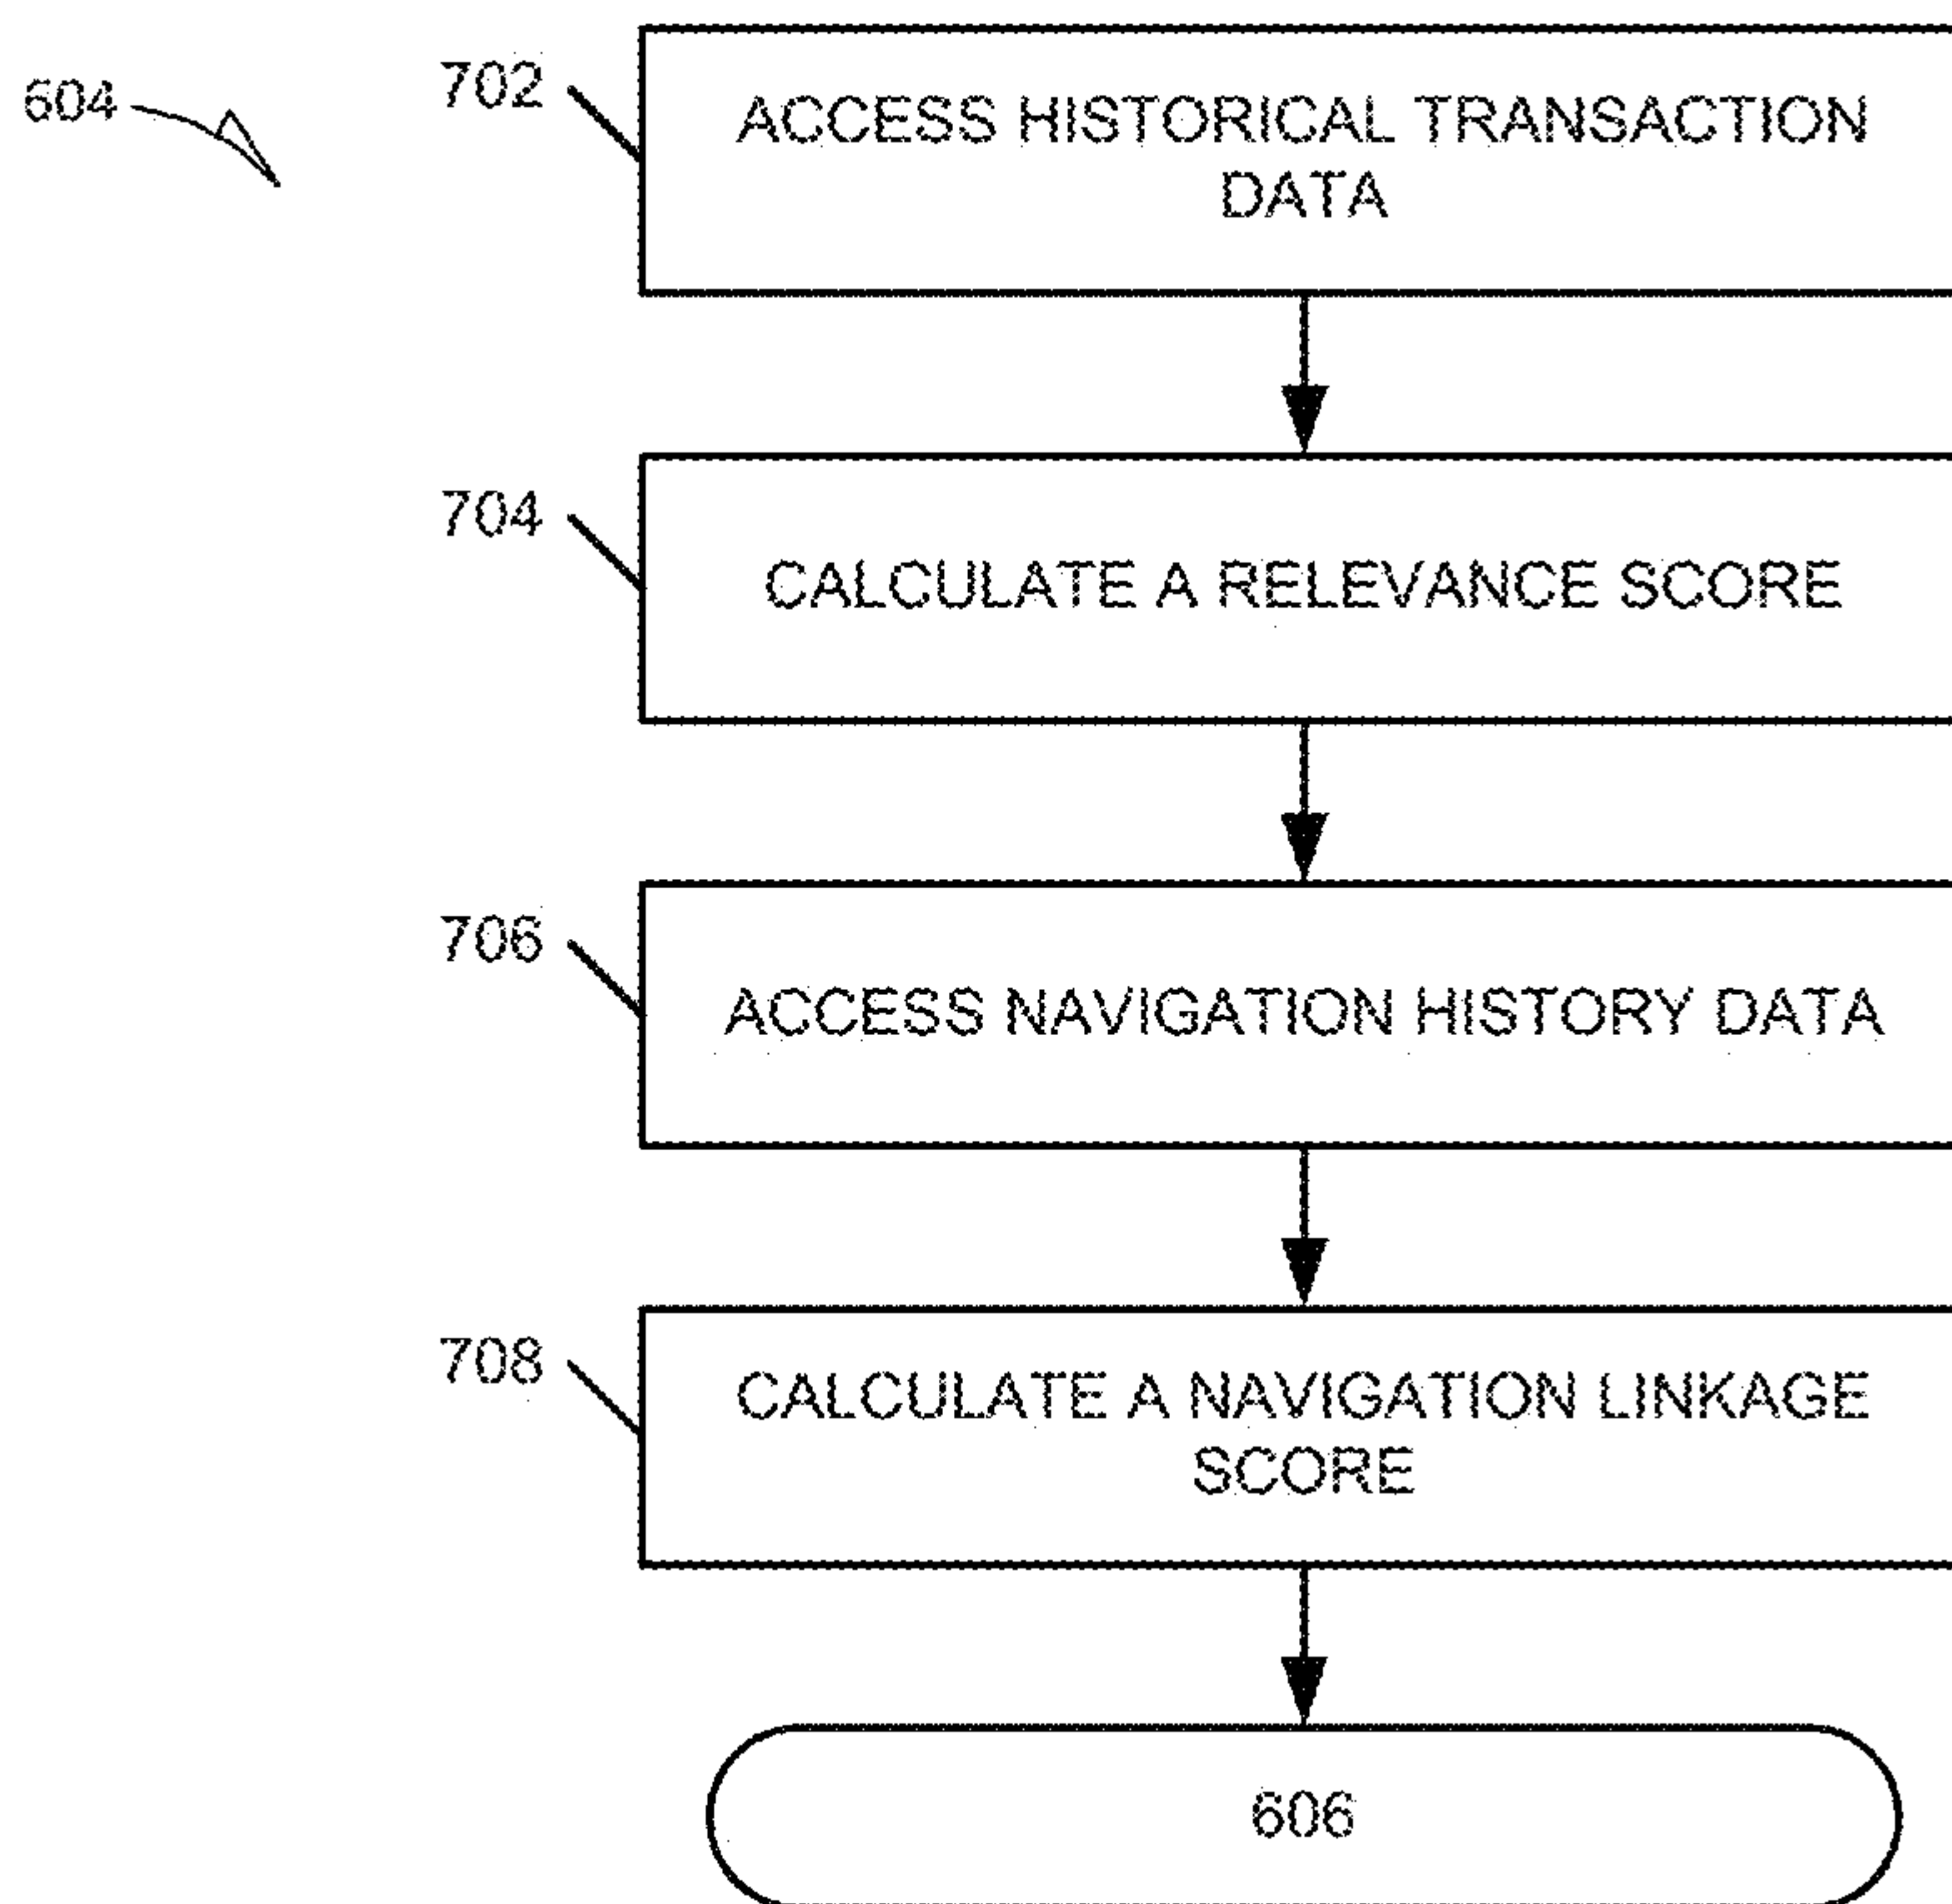 604
702
ACCESS HISTORICAL TRANSACTION
DATA
704
CALCULATE A RELEVANCE SCORE
706
ACCESS NAVIGATION HISTORY DATA
708
CALCULATE A NAVIGATION LINKAGE
SCORE
606